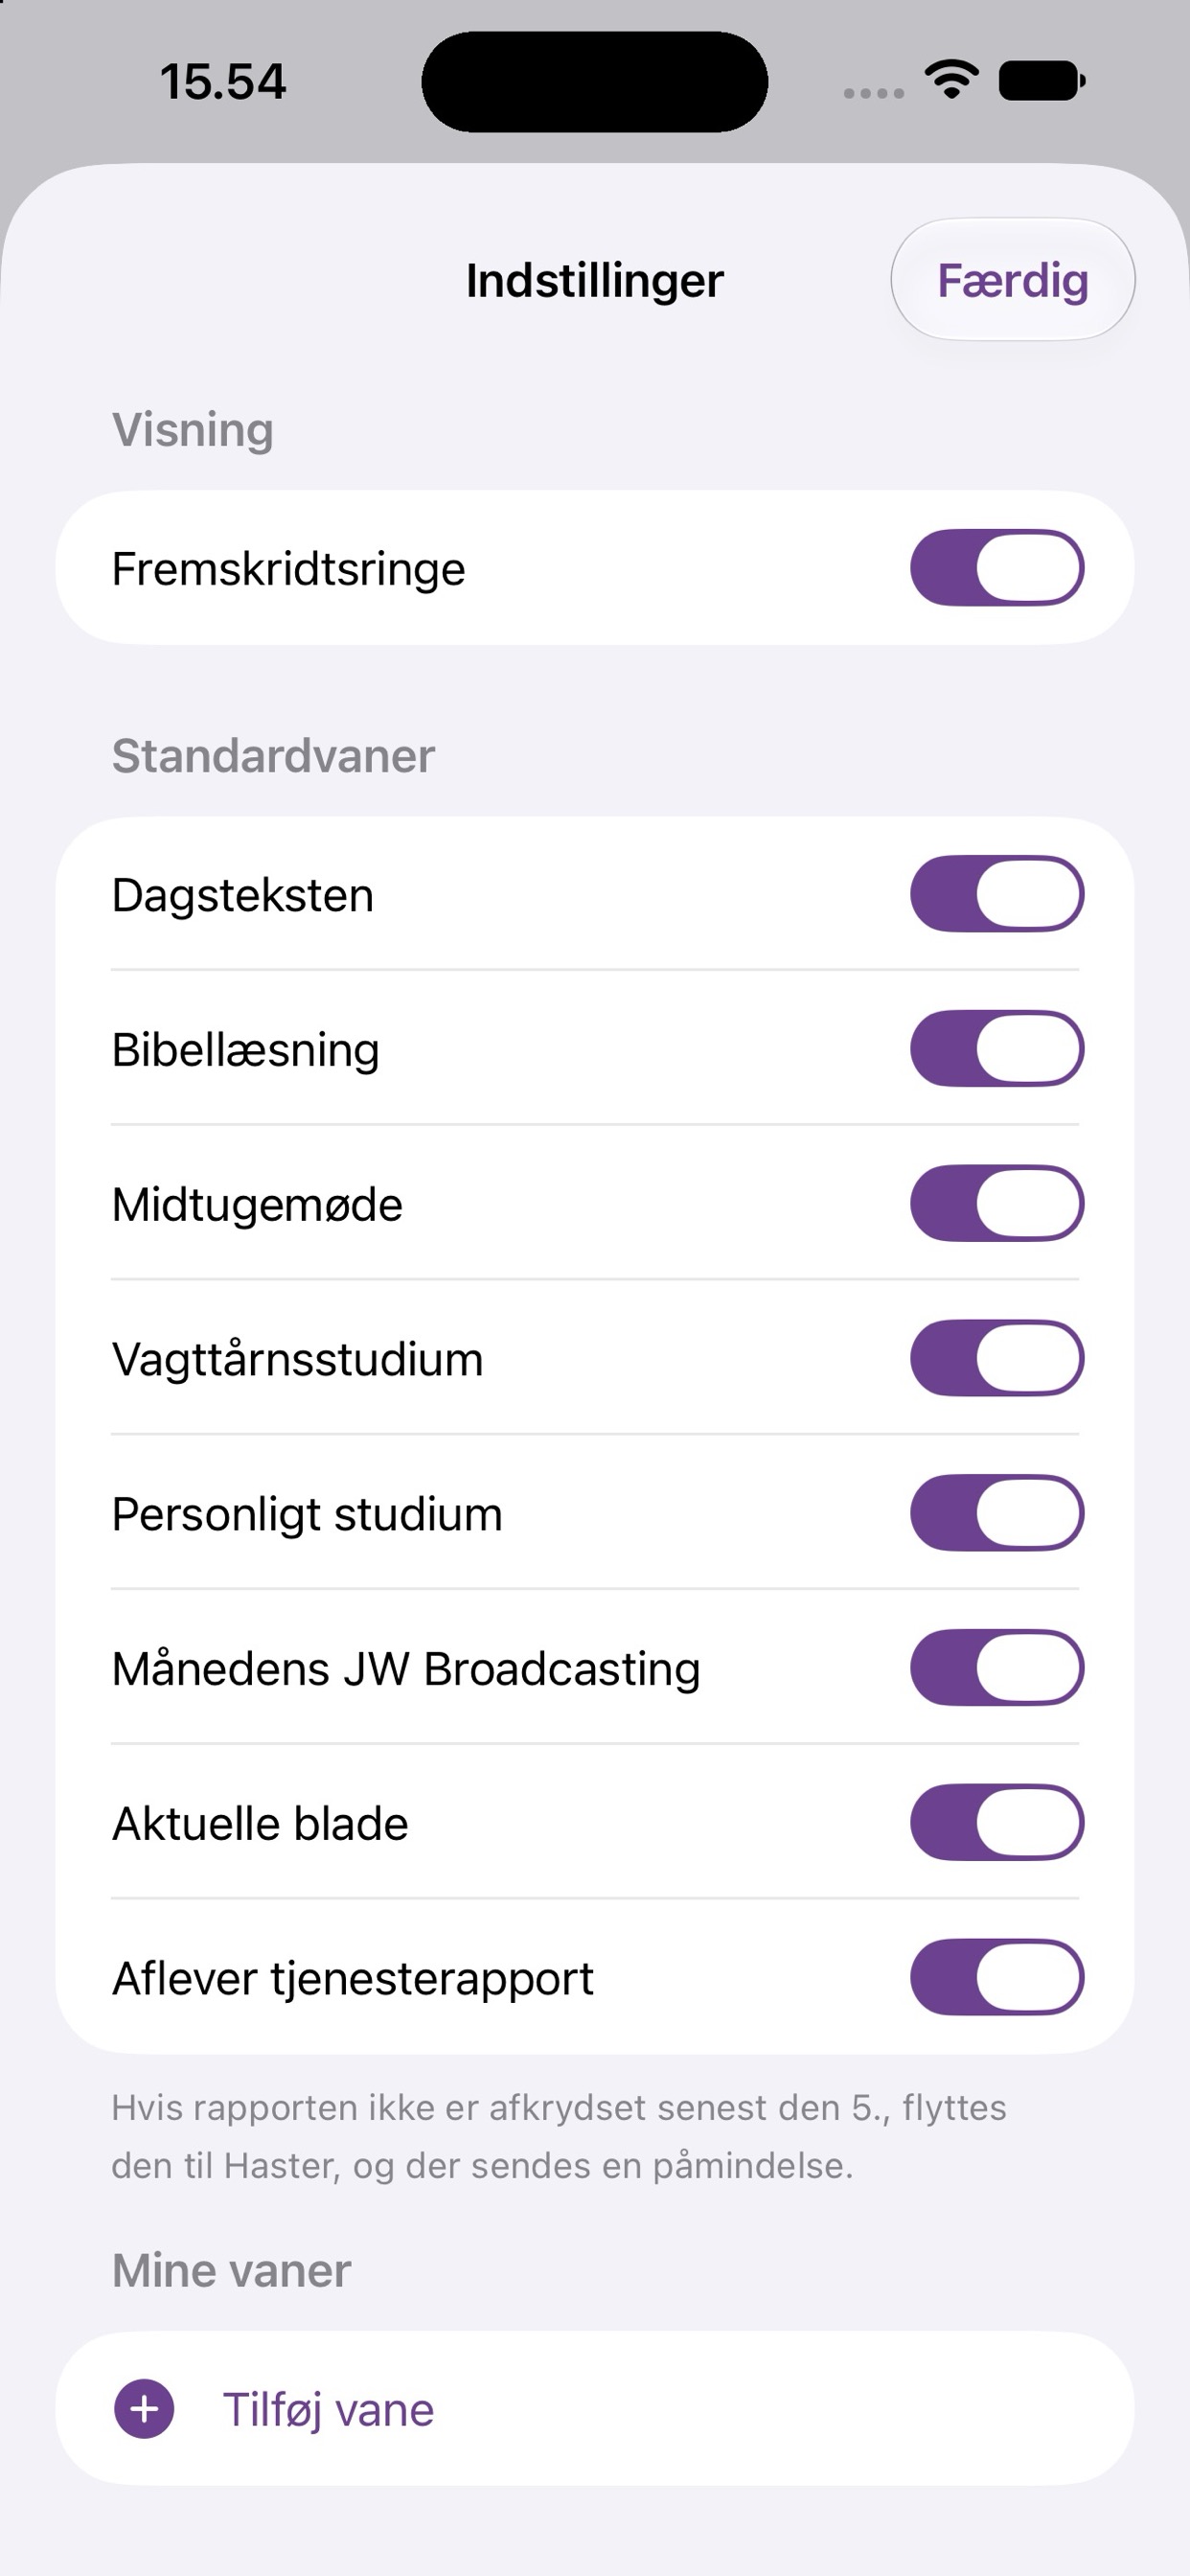 15.54
Indstillinger
Færdig
Visning
Fremskridtsringe
Standardvaner
Dagsteksten
Bibellæsning
Midtugemøde
Vagttårnsstudium
Personligt studium
Månedens JW Broadcasting
Aktuelle blade
Aflever tjenesterapport
Hvis rapporten ikke er afkrydset senest den 5., flyttes
den til Haster, og der sendes en påmindelse.
Mine vaner
Tilføj vane